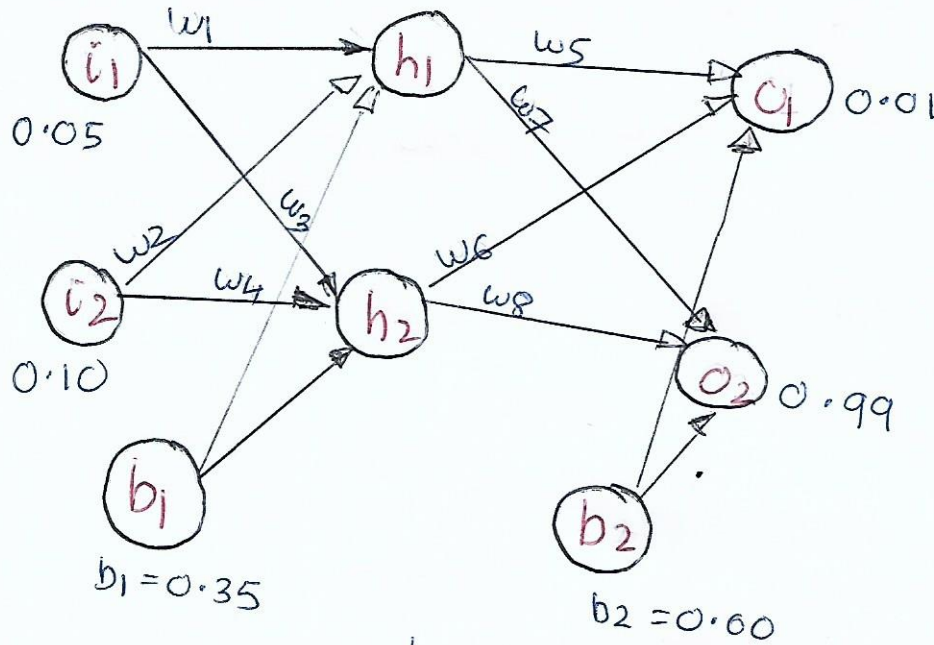 w1
i1
h1
w5
o1
0.05
0.01
w7
w2
w3
i2
w4
h2
w6
w8
0.10
o2
0.99
b1
b2
b1 = 0.35
b2 = 0.60